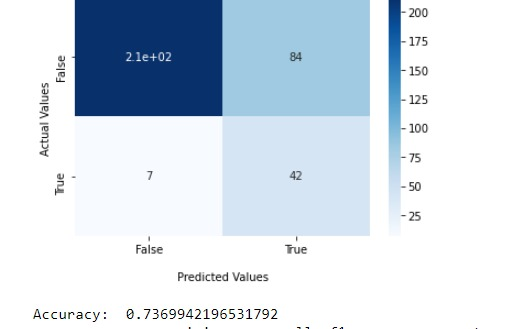 200
175
150
125
100
75
50
25
Actual Values
False
True
2.1e+02
84
7
42
False
True
Predicted Values
Accuracy: 0.7369942196531792